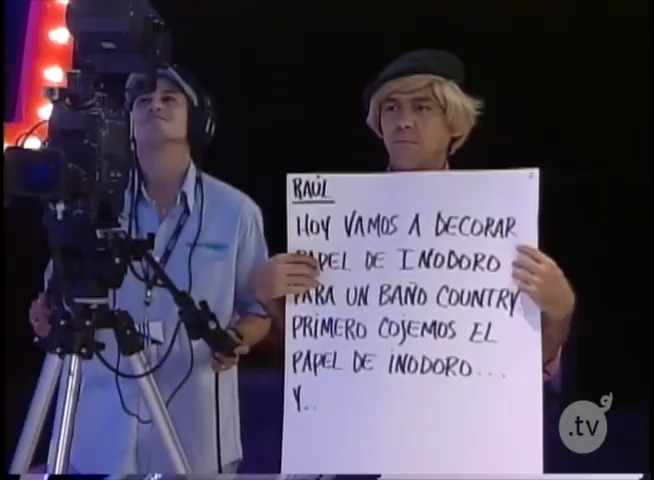 RAÚL
HOY VAMOS A DECORAR
PAPEL DE INODORO
PARA UN BAÑO COUNTRY
PRIMERO COJEMOS EL
PAPEL DE INODORO...
Y...
.tv